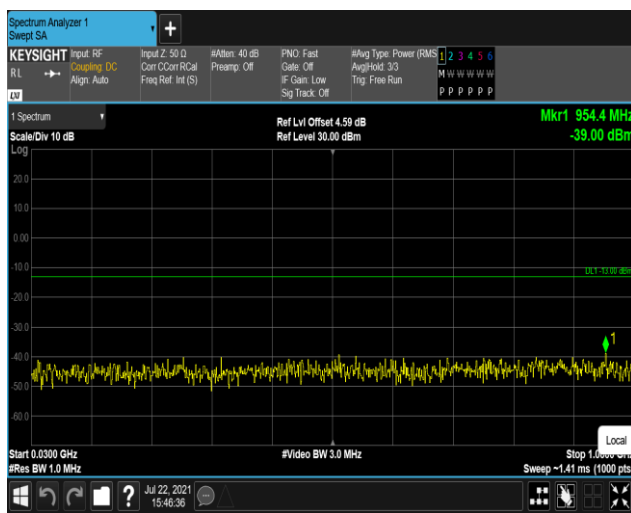 Spectrum Analyzer 1
Swept SA
+
KEYSIGHT
RL
LXI
Input: RF
Coupling: DC
Align: Auto
Input Z: 50 Ω
Corr CCorr RCal
Freq Ref: Int (S)
#Atten: 40 dB
Preamp: Off
PNO: Fast
Gate: Off
IF Gain: Low
Sig Track: Off
#Avg Type: Power (RMS
Avg|Hold: 3/3
Trig: Free Run
1 2 3 4 5 6
M W W W W W
P P P P P P
1 Spectrum
Scale/Div 10 dB
Ref Lvl Offset 4.59 dB
Ref Level 30.00 dBm
Mkr1 954.4 MHz
-39.00 dBm
Log
20.0
10.0
0.00
-10.0
DL1 -13.00 dBm
-20.0
-30.0
1
-40.0
-50.0
-60.0
Local
Start 0.0300 GHz
#Video BW 3.0 MHz
Stop
#Res BW 1.0 MHz
Sweep ~1.41 ms (1000 pts
?
Jul 22, 2021
15:46:36